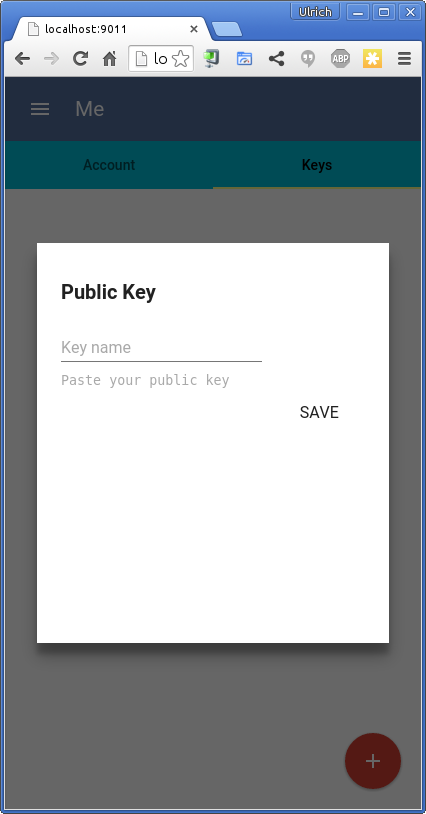 Ulrich
localhost:9011
lo
ABP
Me
Account
Keys
Public Key
Key name
Paste your public key
SAVE